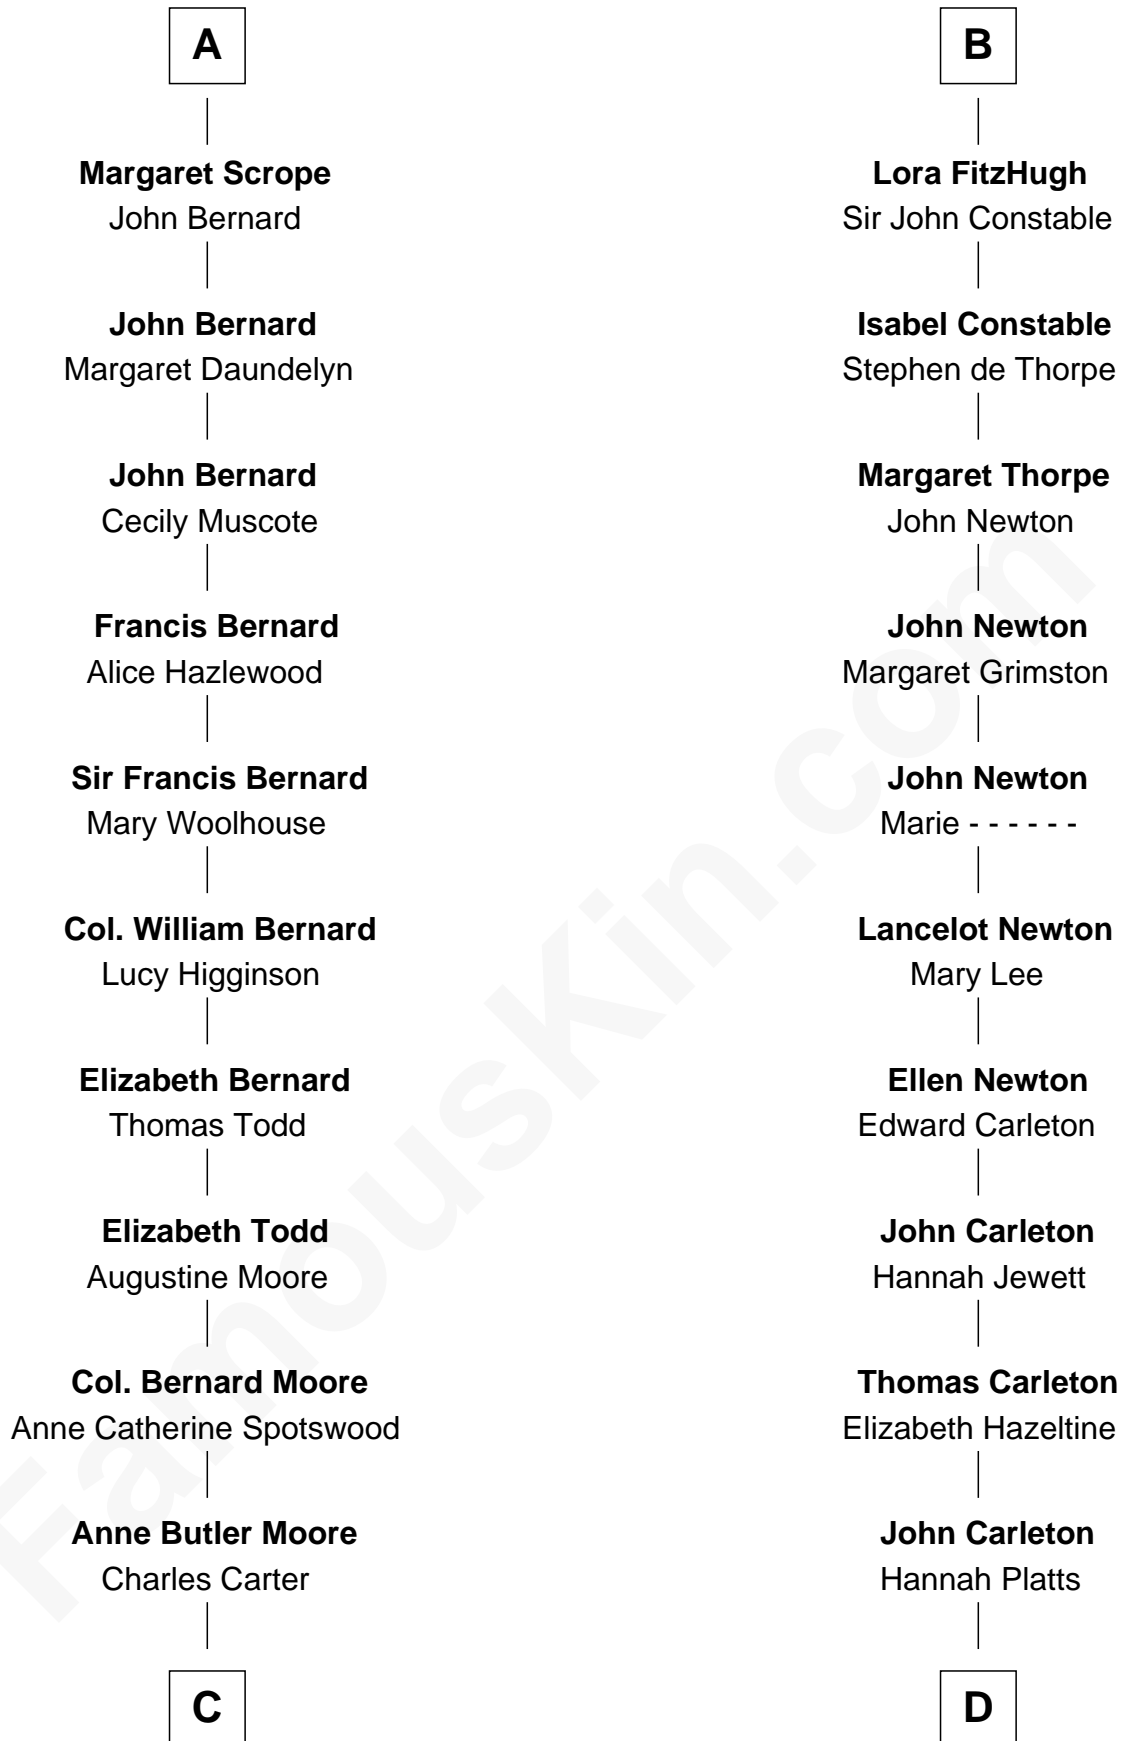 A
Margaret Scrope
John Bernard
John Bernard
Margaret Daundelyn
John Bernard
Cecily Muscote
Francis Bernard
Alice Hazlewood
Sir Francis Bernard
Mary Woolhouse
Col. William Bernard
Lucy Higginson
Elizabeth Bernard
Thomas Todd
Elizabeth Todd
Augustine Moore
Col. Bernard Moore
Anne Catherine Spotswood
Anne Butler Moore
Charles Carter
C
B
Lora FitzHugh
Sir John Constable
Isabel Constable
Stephen de Thorpe
Margaret Thorpe
John Newton
John Newton
Margaret Grimston
John Newton
Marie - - - - - -
Lancelot Newton
Mary Lee
Ellen Newton
Edward Carleton
John Carleton
Hannah Jewett
Thomas Carleton
Elizabeth Hazeltine
John Carleton
Hannah Platts
D
FamousKin.com